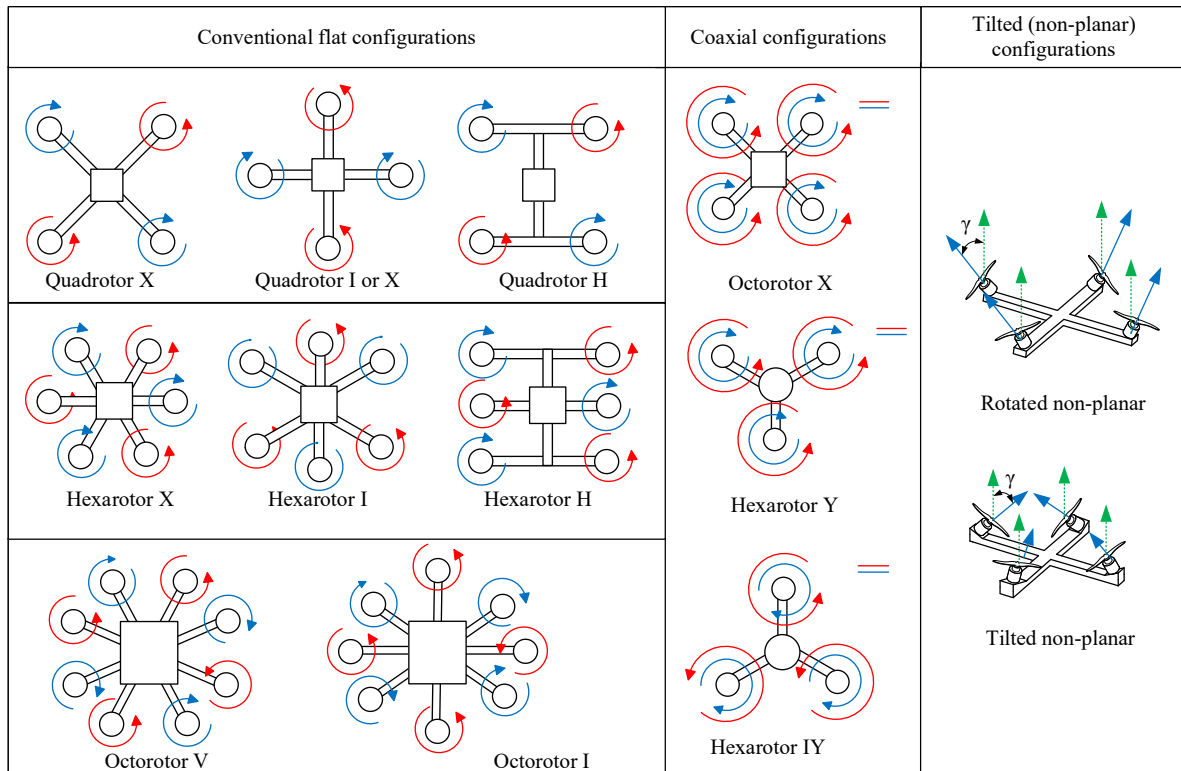 Conventional flat configurations
Coaxial configurations
Tilted (non-planar)
configurations
Quadrotor X
Quadrotor I or X
Quadrotor H
Hexarotor X
Hexarotor I
Hexarotor H
Octorotor V
Octorotor I
Octorotor X
Hexarotor Y
Hexarotor IY
γ
Rotated non-planar
γ
Tilted non-planar